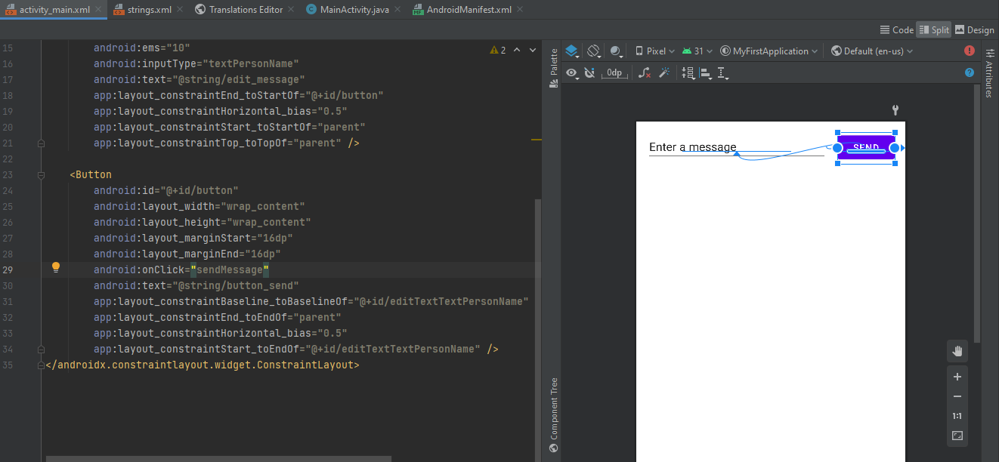 activity_main.xml strings.xml Translations Editor MainActivity.java AndroidManifest.xml
Code Split Design
15 android:ems="10"
16 android:inputType="textPersonName"
17 android:text="@string/edit_message"
18 app:layout_constraintEnd_toStartOf="@+id/button"
19 app:layout_constraintHorizontal_bias="0.5"
20 app:layout_constraintStart_toStartOf="parent"
21 app:layout_constraintTop_toTopOf="parent" />
22
23 <Button
24 android:id="@+id/button"
25 android:layout_width="wrap_content"
26 android:layout_height="wrap_content"
27 android:layout_marginStart="16dp"
28 android:layout_marginEnd="16dp"
29 android:onClick="sendMessage"
30 android:text="@string/button_send"
31 app:layout_constraintBaseline_toBaselineOf="@+id/editTextTextPersonName"
32 app:layout_constraintEnd_toEndOf="parent"
33 app:layout_constraintHorizontal_bias="0.5"
34 app:layout_constraintStart_toEndOf="@+id/editTextTextPersonName" />
35 </androidx.constraintlayout.widget.ConstraintLayout>
2
Palette
Component Tree
Pixel 31 MyFirstApplication Default (en-us)
0dp
Enter a message SEND
1:1
Attributes